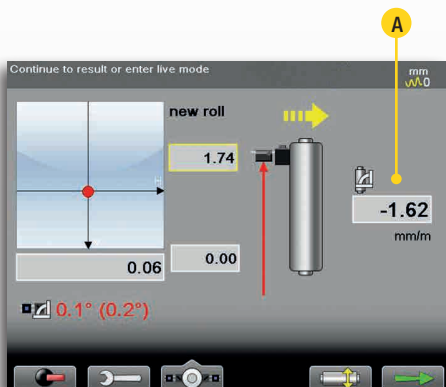 A
Continue to result or enter live mode
mm
0
new roll
1.74
H
-1.62
mm/m
0.00
0.06
0.1° (0.2°)